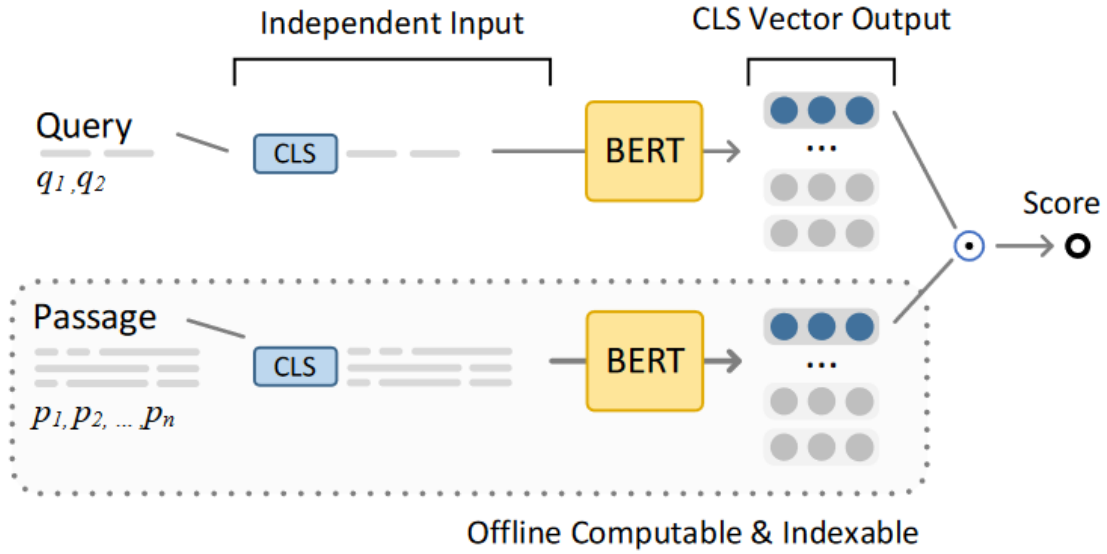 Independent Input
CLS Vector Output
Query
CLS
BERT
...
q1 ,q2
Score
Passage
CLS
BERT
...
p1, p2, ... ,pn
Offline Computable & Indexable